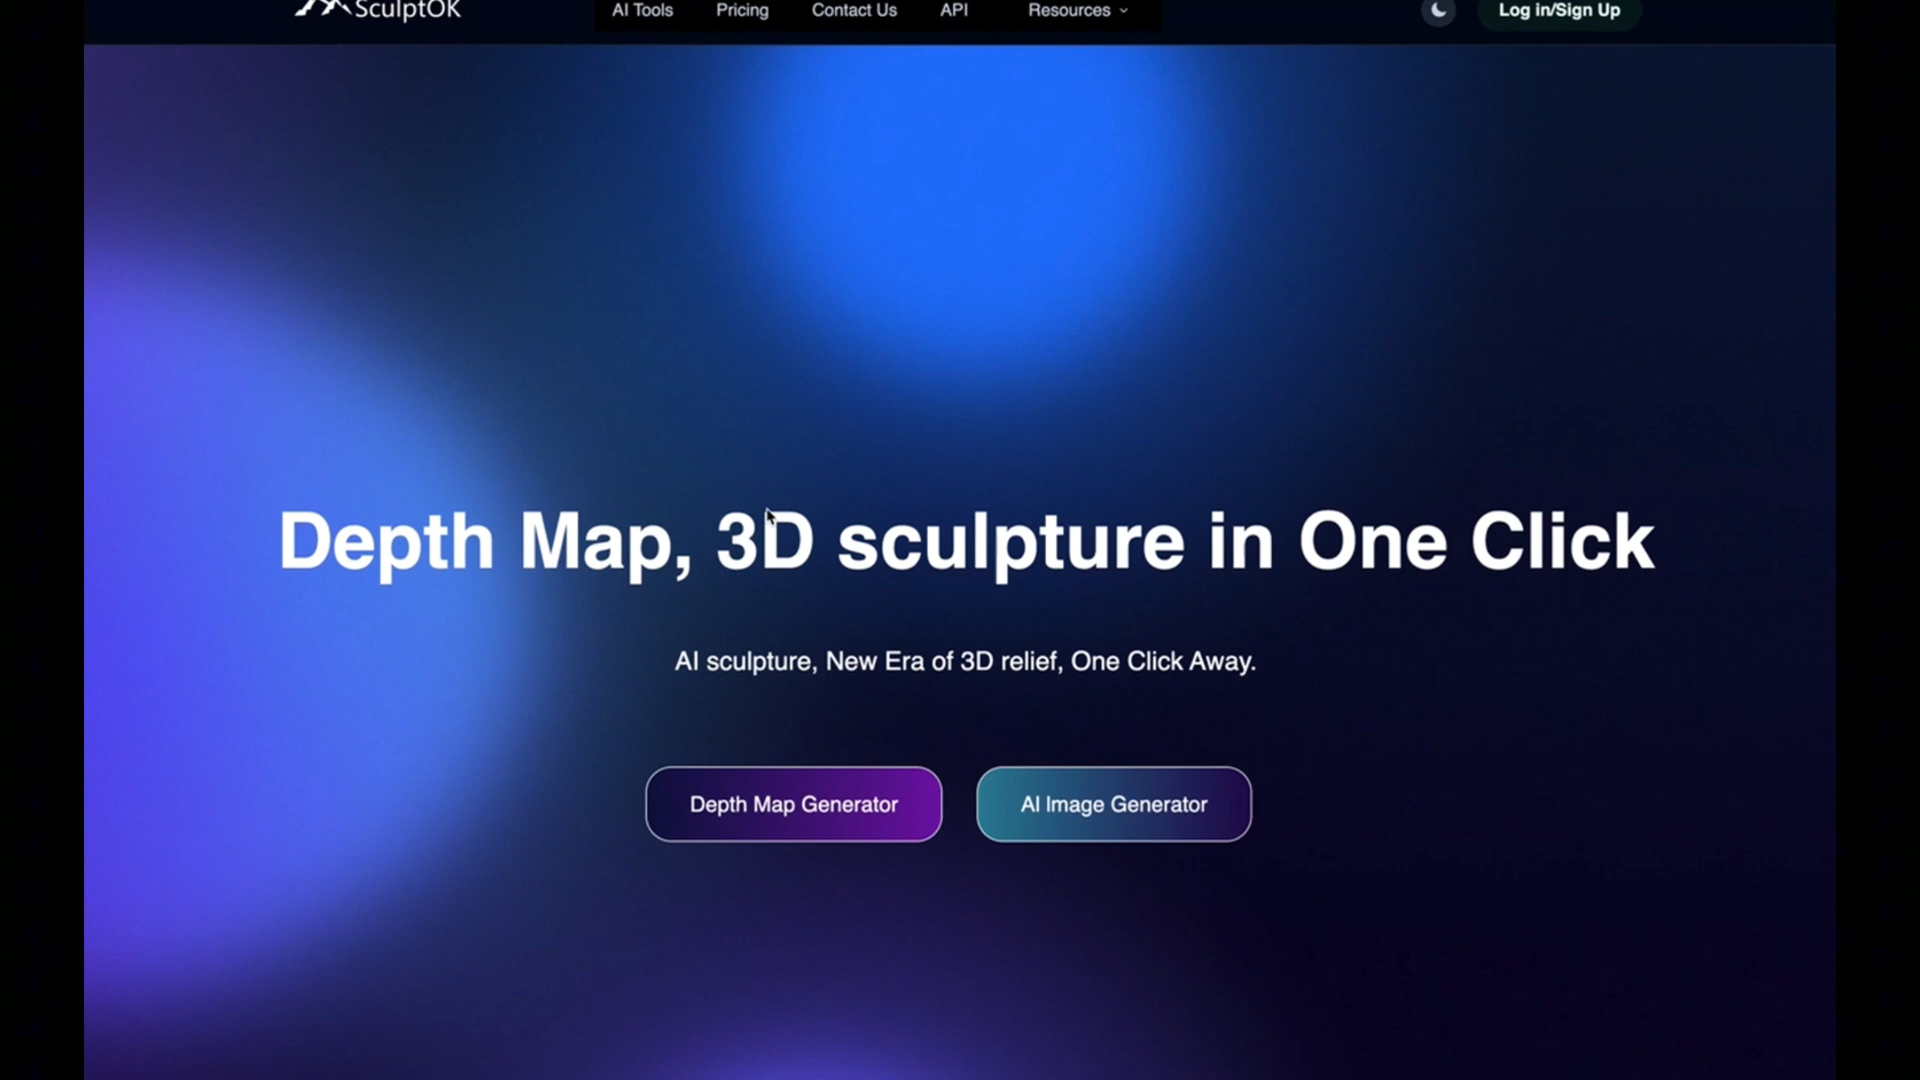 SculptOK
AI Tools
Pricing
Contact Us
API
Resources
Log in/Sign Up
Depth Map, 3D sculpture in One Click
AI sculpture, New Era of 3D relief, One Click Away.
Depth Map Generator
AI Image Generator